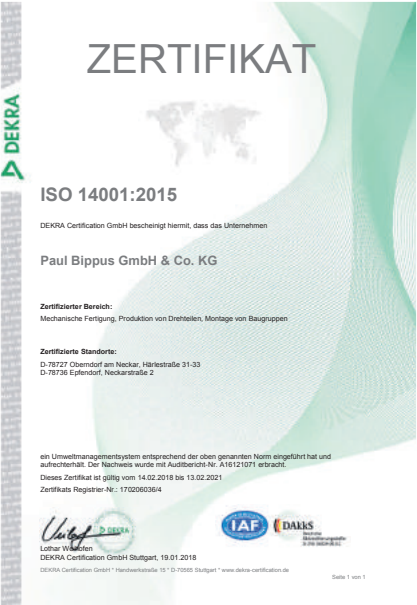 ZERTIFIKAT
DEKRA
ISO 14001:2015
DEKRA Certification GmbH bescheinigt hiermit, dass das Unternehmen
Paul Bippus GmbH & Co. KG
Zertifizierter Bereich:
Mechanische Fertigung, Produktion von Drehteilen, Montage von Baugruppen
Zertifizierte Standorte:
D-78727 Oberndorf am Neckar, Härlestraße 31-33
D-78736 Epfendorf, Neckarstraße 2
ein Umweltmanagementsystem entsprechend der oben genannten Norm eingeführt hat und
aufrechterhält. Der Nachweis wurde mit Auditbericht-Nr. A16121071 erbracht.
Dieses Zertifikat ist gültig vom 14.02.2018 bis 13.02.2021
Zertifikats Registrier-Nr.: 170206036/4
DEKRA
IAF
DAkkS
Deutsche
Akkreditierungsstelle
Lothar
DEKRA Certification GmbH Stuttgart, 19.01.2018
DEKRA Certification GmbH * Handwerkstraße 15 * D-70565 Stuttgart * www.dekra-certification.de
Seite 1 von 1